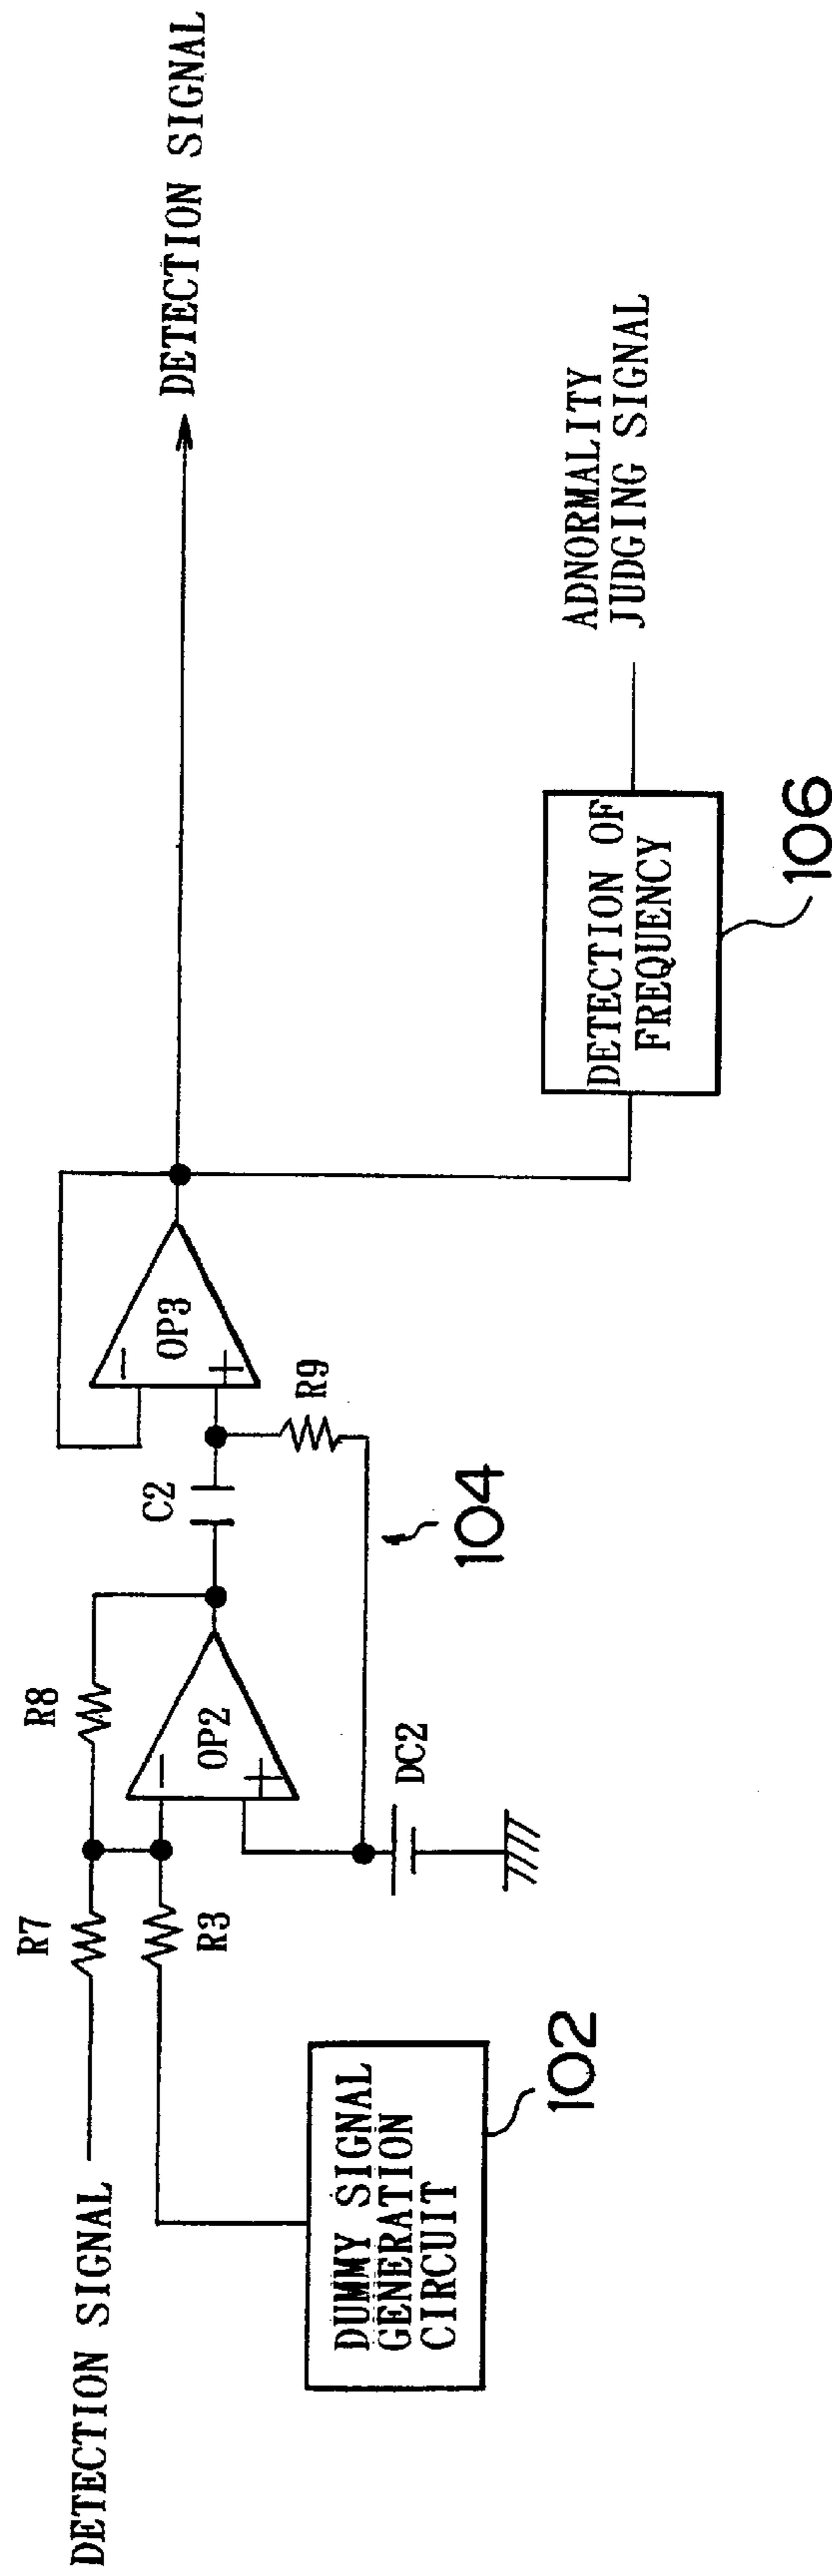 DETECTION SIGNAL
R7
R8
R3
-
+
OP2
DUMMY SIGNAL
GENERATION
CIRCUIT
102
DC2
C2
104
R9
-
+
OP3
DETECTION SIGNAL
DETECTION OF
FREQUENCY
106
ADNORMALITY
JUDGING SIGNAL